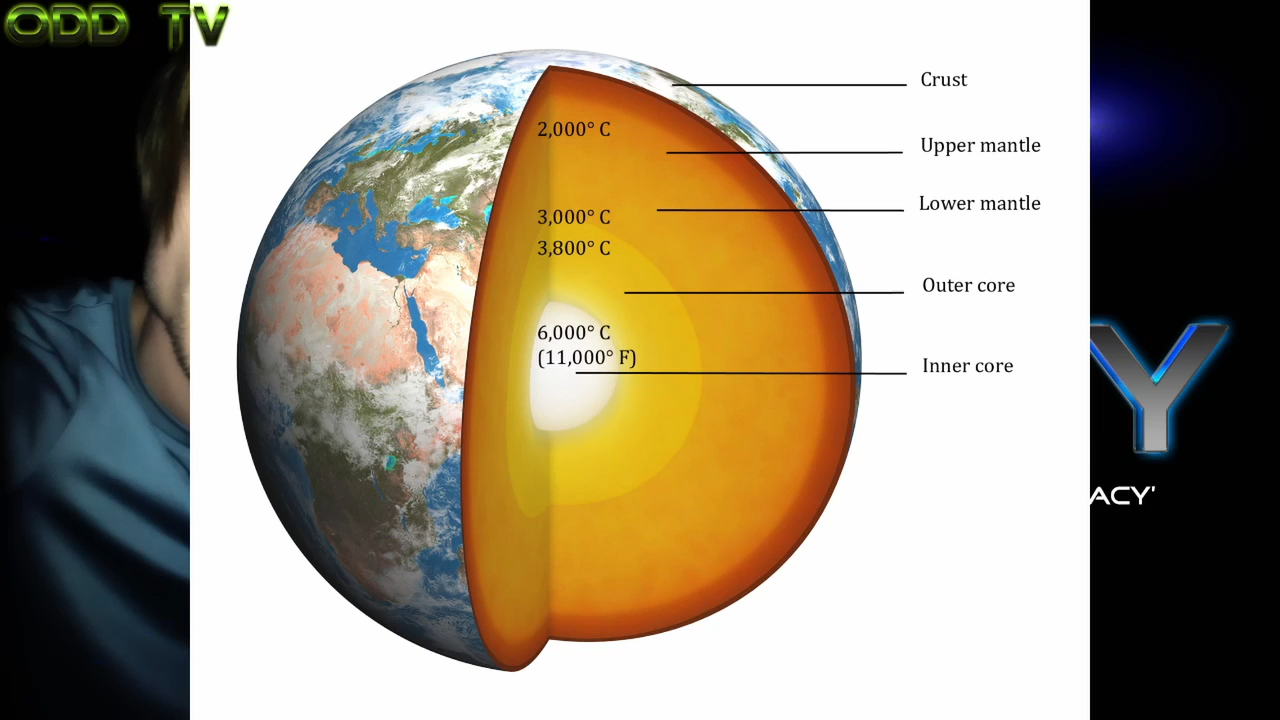 ODD TV
Crust
2,000° C
Upper mantle
Lower mantle
3,000° C
3,800° C
Outer core
6,000° C
(11,000° F)
Inner core
Y
ACY'